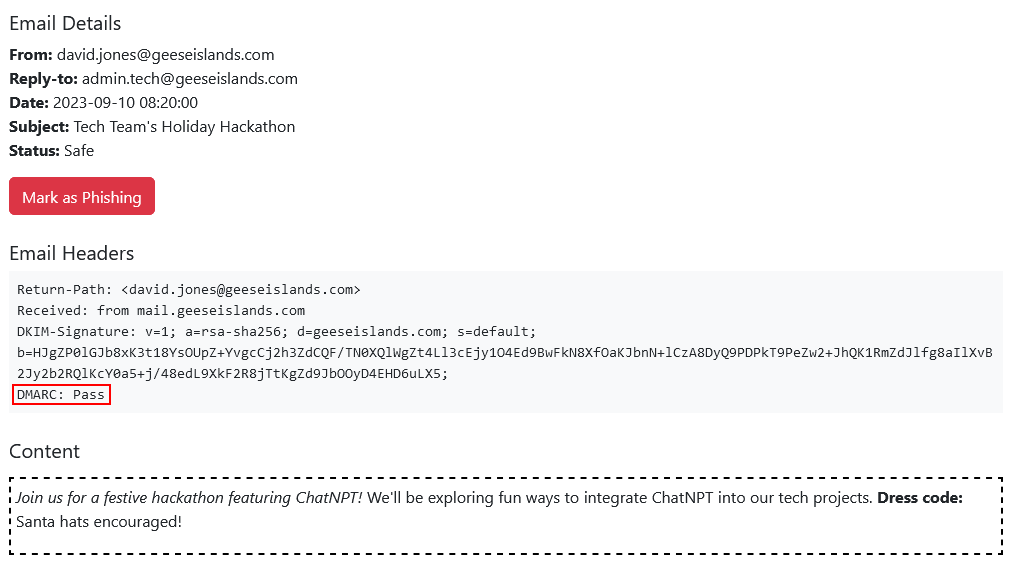 Email Details
From: david.jones@geeseislands.com
Reply-to: admin.tech@geeseislands.com
Date: 2023-09-10 08:20:00
Subject: Tech Team's Holiday Hackathon
Status: Safe
Mark as Phishing
Email Headers
Return-Path: <david.jones@geeseislands.com>
Received: from mail.geeseislands.com
DKIM-Signature: v=1; a=rsa-sha256; d=geeseislands.com; s=default;
b=HJgZP0lGJb8xK3t18YsOUpZ+YvgcCj2h3ZdCQF/TN0XQlWgZt4Ll3cEjy1O4Ed9BwFkN8XfOaKJbnN+lCzA8DyQ9PDPkT9PeZw2+JhQK1RmZdJlfg8aIlXvB
2Jy2b2RQlKcY0a5+j/48edL9XkF2R8jTtKgZd9JbOOyD4EHD6uLX5;
DMARC: Pass
Content
Join us for a festive hackathon featuring ChatNPT! We'll be exploring fun ways to integrate ChatNPT into our tech projects. Dress code:
Santa hats encouraged!